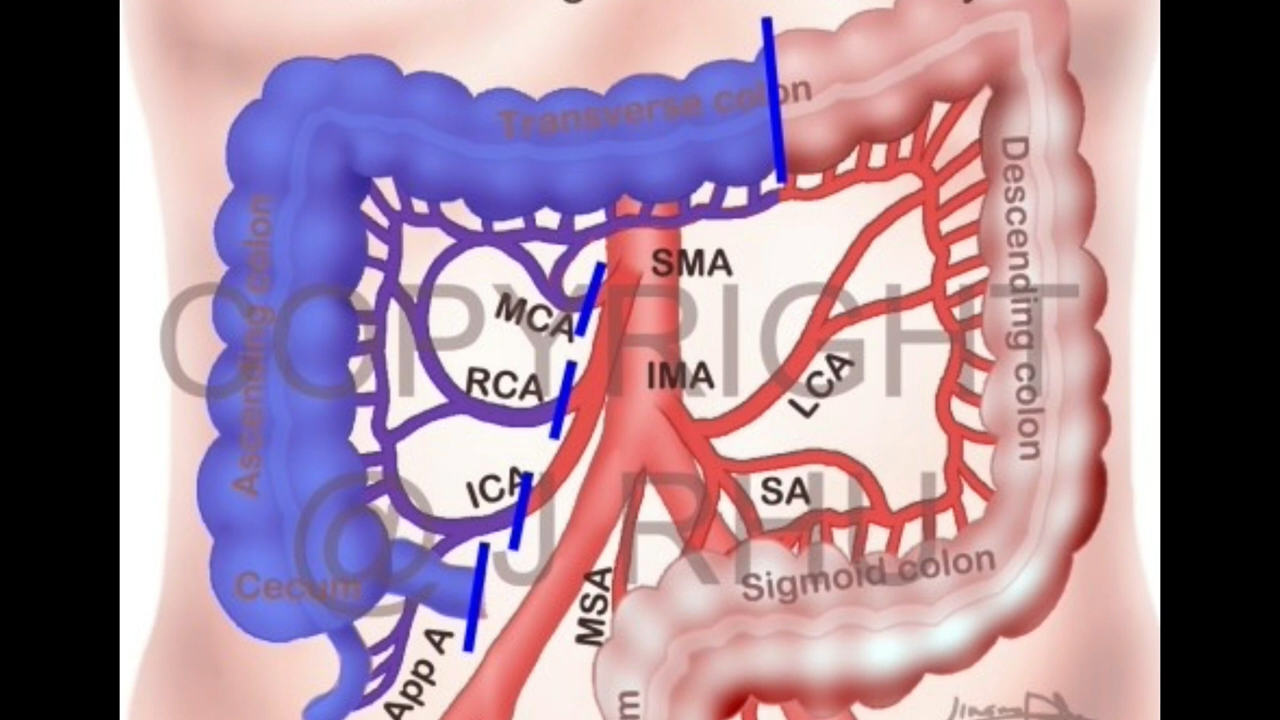 Transverse colon
Ascending colon
Descending colon
SMA
MCA
IMA
RCA
LCA
ICA
SA
Sigmoid colon
Cecum
MSA
App A
COPYRIGHT
@ J RHU
m